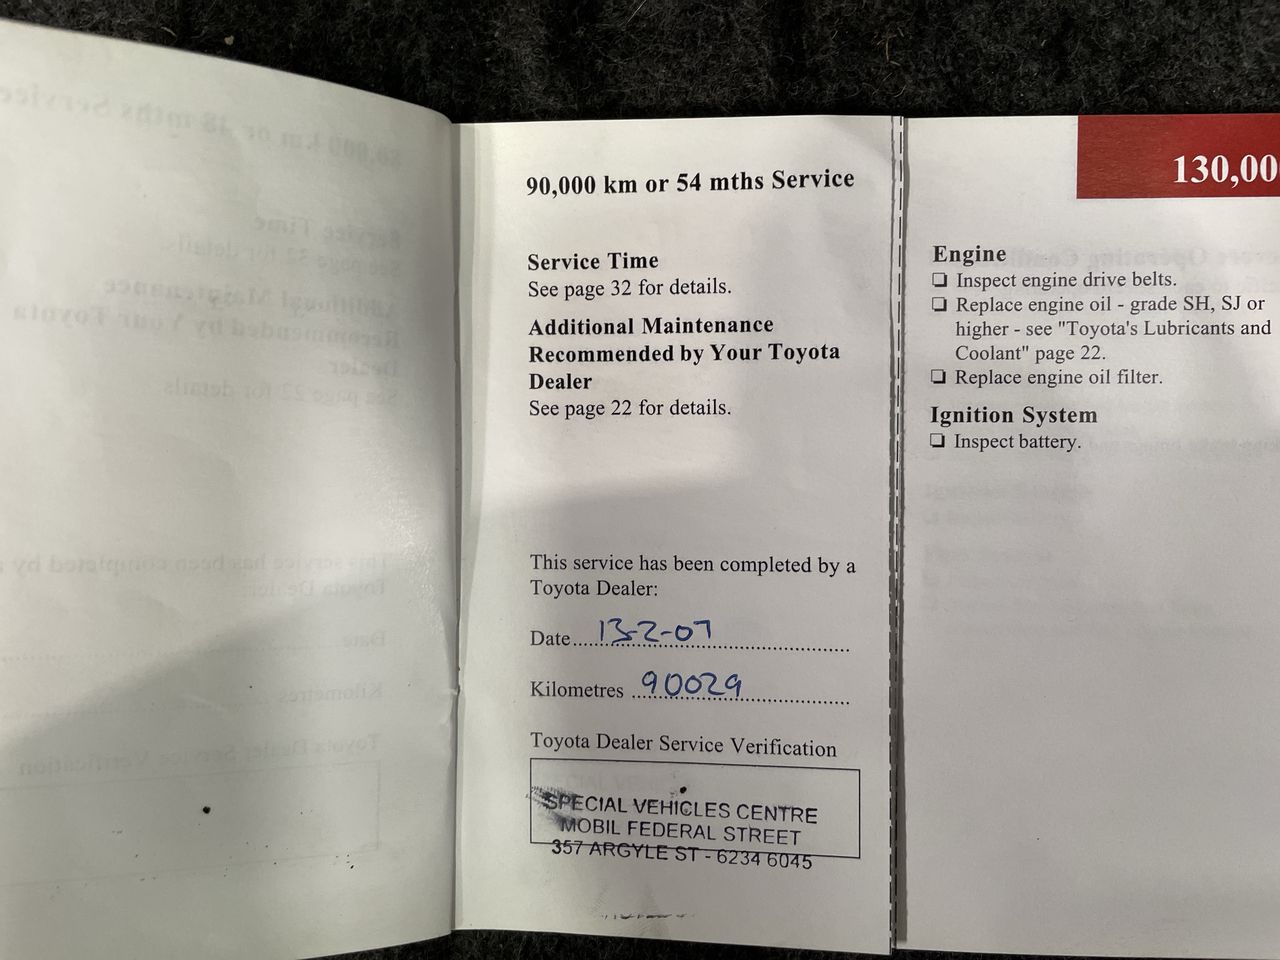 90,000 km or 54 mths Service
Service Time
See page 32 for details.
Additional Maintenance
Recommended by Your Toyota
Dealer
See page 22 for details.
This service has been completed by a
Toyota Dealer:
Date 13-2-07
Kilometres 90029
Toyota Dealer Service Verification
SPECIAL VEHICLES CENTRE
MOBIL FEDERAL STREET
357 ARGYLE ST - 6234 6045
130,00
Engine
❏ Inspect engine drive belts.
❏ Replace engine oil - grade SH, SJ or
higher - see "Toyota's Lubricants and
Coolant" page 22.
❏ Replace engine oil filter.
Ignition System
❏ Inspect battery.